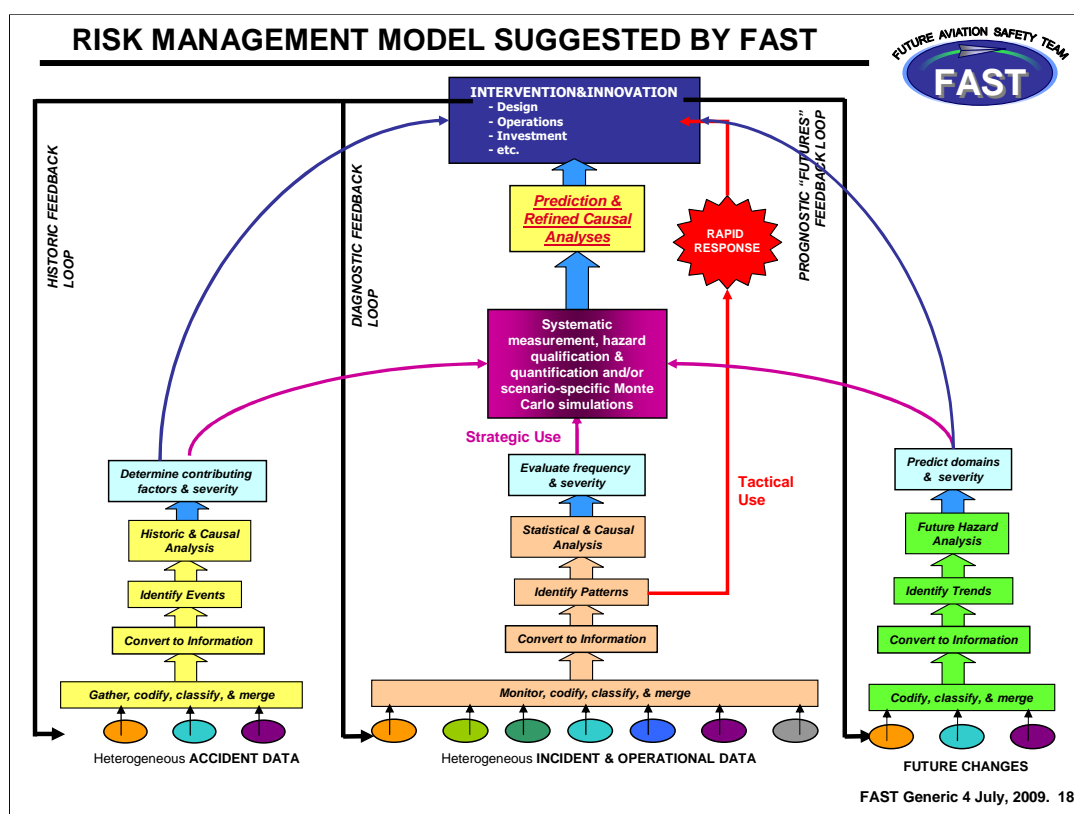 RISK MANAGEMENT MODEL SUGGESTED BY FAST
FUTURE AVIATION SAFETY TEAM
FAST
INTERVENTION&INNOVATION
- Design
- Operations
- Investment
- etc.
HISTORIC FEEDBACK
LOOP
DIAGNOSTIC FEEDBACK
LOOP
PROGNOSTIC “FUTURES”
FEEDBACK LOOP
Prediction &
Refined Causal
Analyses
RAPID
RESPONSE
Systematic
measurement, hazard
qualification &
quantification and/or
scenario-specific Monte
Carlo simulations
Strategic Use
Tactical
Use
Determine contributing
factors & severity
Historic & Causal
Analysis
Identify Events
Convert to Information
Gather, codify, classify, & merge
Heterogeneous ACCIDENT DATA
Evaluate frequency
& severity
Statistical & Causal
Analysis
Identify Patterns
Convert to Information
Monitor, codify, classify, & merge
Heterogeneous INCIDENT & OPERATIONAL DATA
Predict domains
& severity
Future Hazard
Analysis
Identify Trends
Convert to Information
Codify, classify, & merge
FUTURE CHANGES
FAST Generic 4 July, 2009. 18